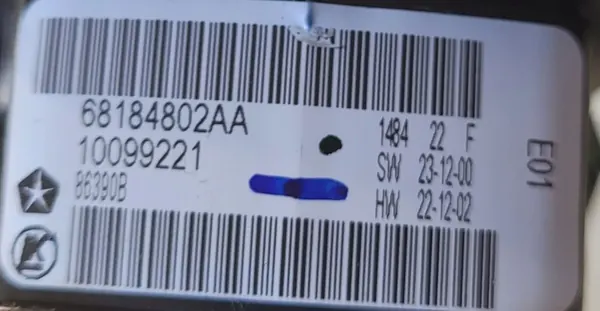 68184802AA
10099221
86390B
1484 22 F
SW 23-12-00
HW 22-12-02
E01